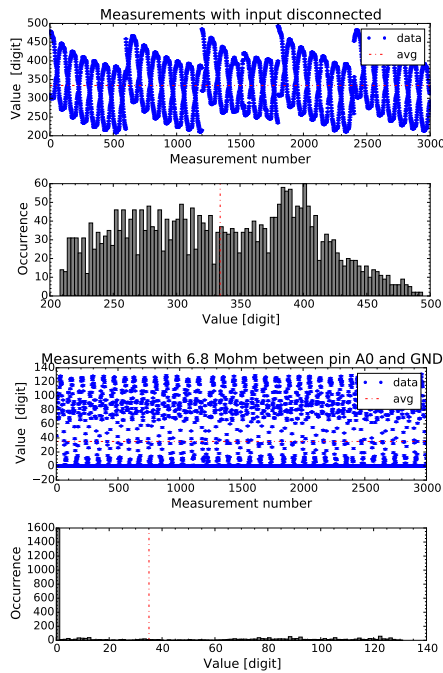 Measurements with input disconnected
500
450
400
350
300
250
200
Value [digit]
data
avg
0 500 1000 1500 2000 2500 3000
Measurement number
60
50
40
30
20
10
0
Occurrence
200 250 300 350 400 450 500
Value [digit]
Measurements with 6.8 Mohm between pin A0 and GND
140
120
100
80
60
40
20
0
−20
Value [digit]
data
avg
0 500 1000 1500 2000 2500 3000
Measurement number
1600
1400
1200
1000
800
600
400
200
0
Occurrence
0 20 40 60 80 100 120 140
Value [digit]